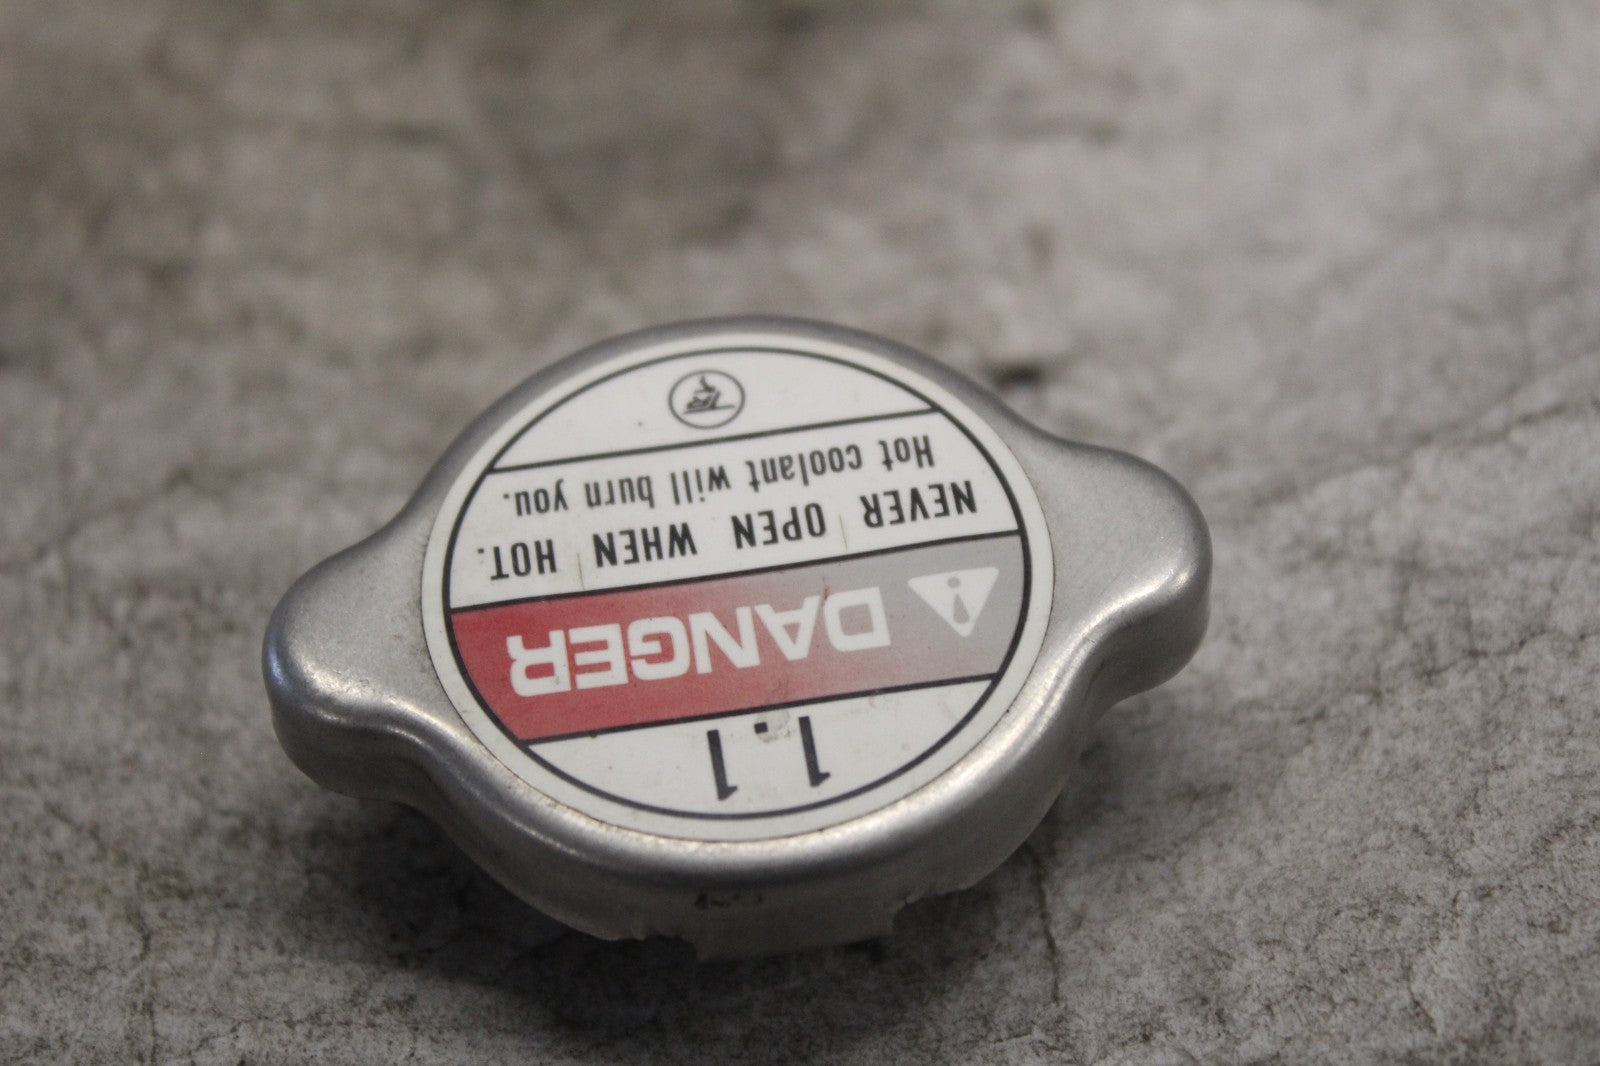 1.1
DANGER
NEVER OPEN WHEN HOT.
Hot coolant will burn you.